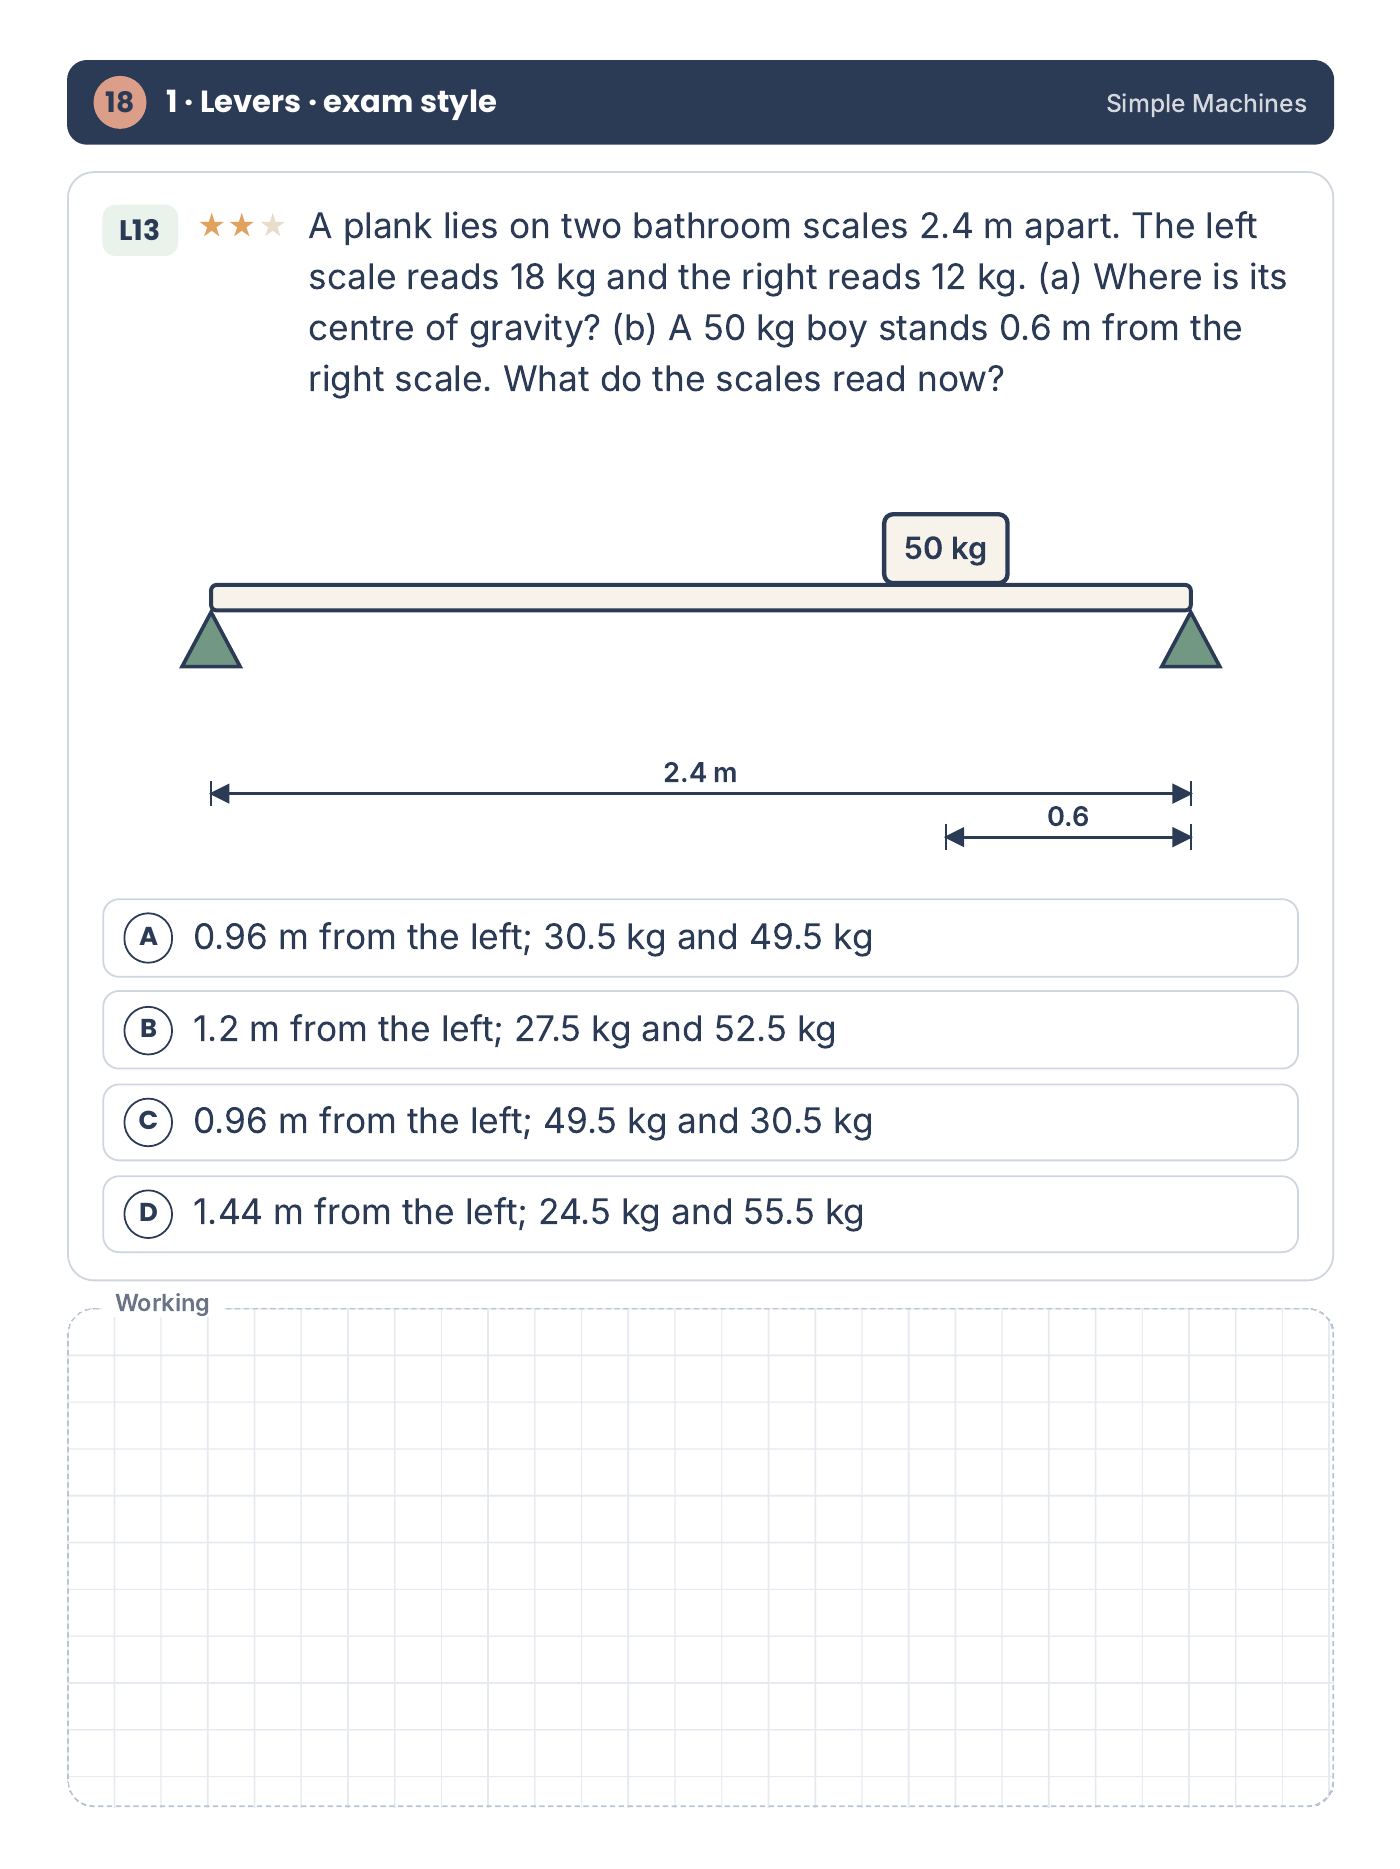 18 1 · Levers · exam style
Simple Machines
L13 ★★★ A plank lies on two bathroom scales 2.4 m apart. The left
scale reads 18 kg and the right reads 12 kg. (a) Where is its
centre of gravity? (b) A 50 kg boy stands 0.6 m from the
right scale. What do the scales read now?
50 kg
2.4 m
0.6
A 0.96 m from the left; 30.5 kg and 49.5 kg
B 1.2 m from the left; 27.5 kg and 52.5 kg
C 0.96 m from the left; 49.5 kg and 30.5 kg
D 1.44 m from the left; 24.5 kg and 55.5 kg
Working